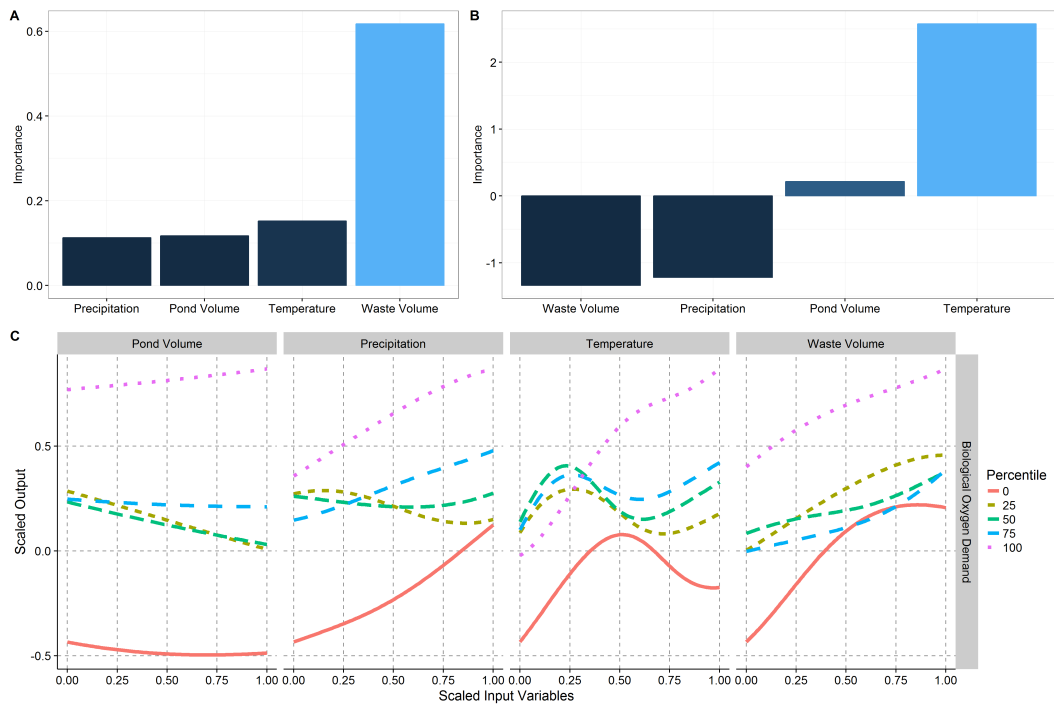 A
Importance
0.6
0.4
0.2
0.0
Precipitation
Pond Volume
Temperature
Waste Volume
B
Importance
2
1
0
-1
Waste Volume
Precipitation
Pond Volume
Temperature
C
Pond Volume
Precipitation
Temperature
Waste Volume
Scaled Output
0.5
0.0
-0.5
0.00 0.25 0.50 0.75 1.00
0.00 0.25 0.50 0.75 1.00
0.00 0.25 0.50 0.75 1.00
0.00 0.25 0.50 0.75 1.00
Scaled Input Variables
Biological Oxygen Demand
Percentile
0
25
50
75
100